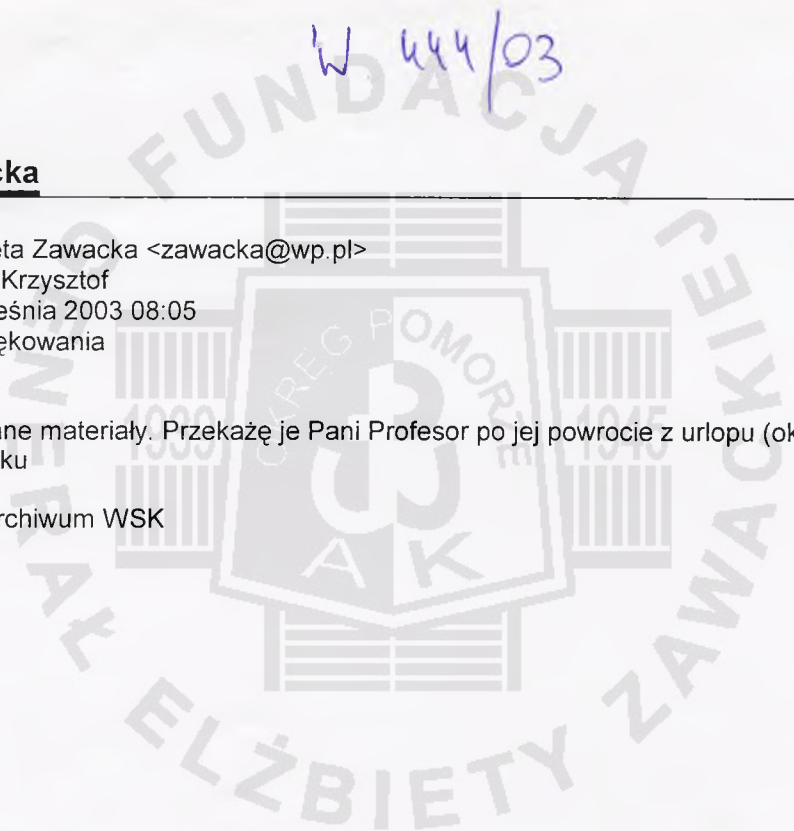 W 444/03
cka
eta Zawacka <zawacka@wp.pl>
Krzysztof
eśnia 2003 08:05
ękowania
ne materiały. Przekażę je Pani Profesor po jej powrocie z urlopu (ok
ku
rchiwum WSK
FUNDACJA GENERAŁ ELŻBIETY ZAWACKIEJ
OKRĘG POMORZE
1939 1945
AK